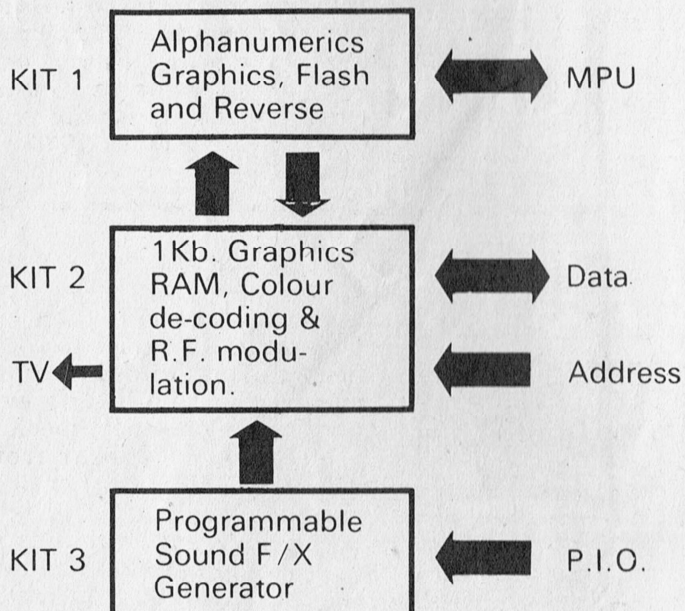 KIT 1
Alphanumerics
Graphics, Flash
and Reverse
MPU
KIT 2
1Kb. Graphics
RAM, Colour
de-coding &
R.F. modu-
lation.
Data
TV
Address
KIT 3
Programmable
Sound F/X
Generator
P.I.O.